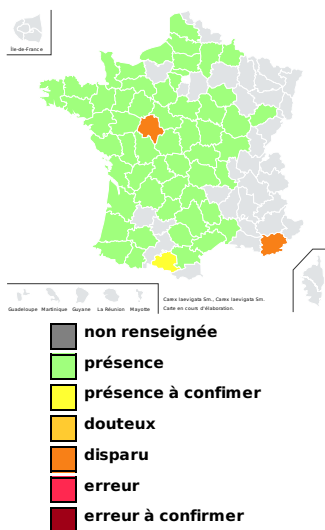 Île-de-France
Guadeloupe Martinique Guyane La Réunion Mayotte
Carex laevigata Sm., Carex laevigata Sm.
Carte en cours d'élaboration.
non renseignée
présence
présence à confimer
douteux
disparu
erreur
erreur à confirmer